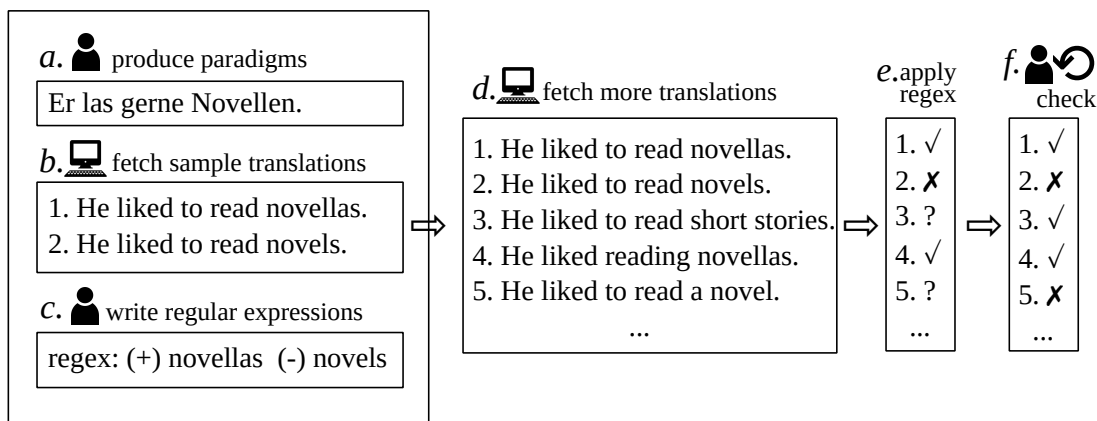 a. produce paradigms
Er las gerne Novellen.
b. fetch sample translations
1. He liked to read novellas.
2. He liked to read novels.
c. write regular expressions
regex: (+) novellas (-) novels
d. fetch more translations
1. He liked to read novellas.
2. He liked to read novels.
3. He liked to read short stories.
4. He liked reading novellas.
5. He liked to read a novel.
...
e. apply
regex
1. √
2. ✗
3. ?
4. √
5. ?
...
f.
check
1. √
2. ✗
3. √
4. √
5. ✗
...